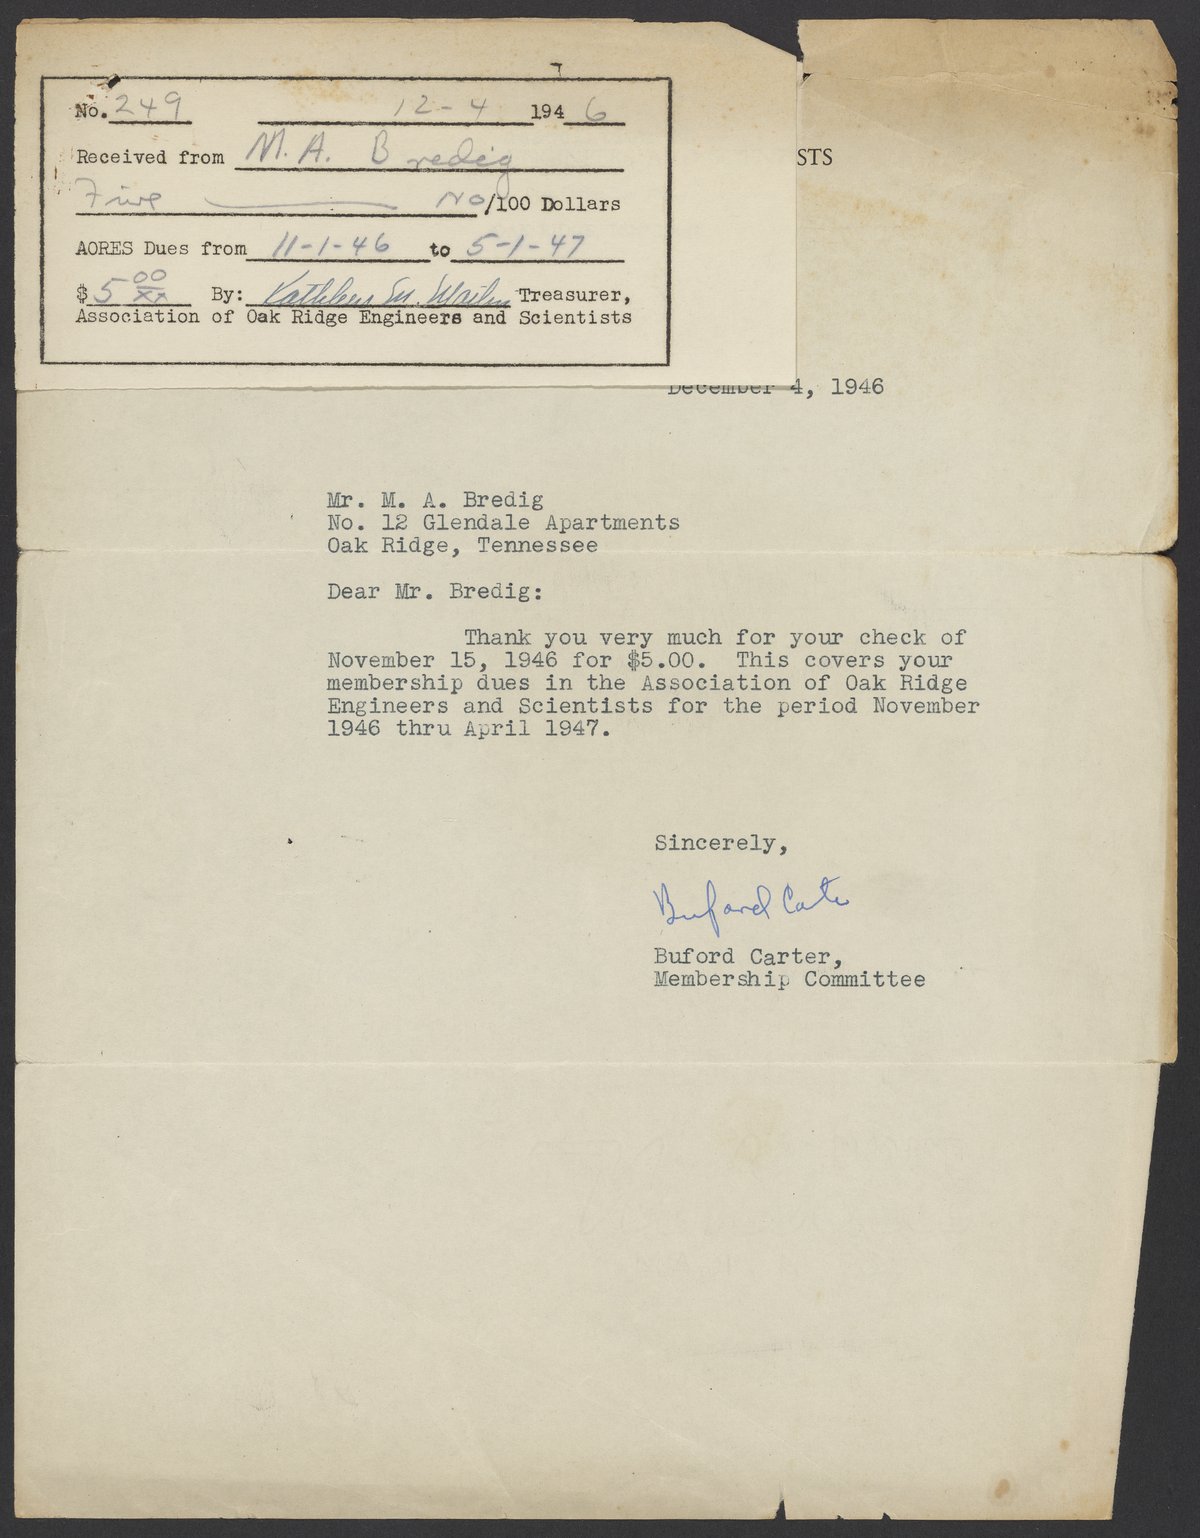 No. 249 12-4 1946
Received from M. A. Bredig
Five No/100 Dollars
AORES Dues from 11-1-46 to 5-1-47
$ 5 00/xx By: Kathleen M. Treasurer,
Association of Oak Ridge Engineers and Scientists
STS
December 4, 1946
Mr. M. A. Bredig
No. 12 Glendale Apartments
Oak Ridge, Tennessee
Dear Mr. Bredig:
Thank you very much for your check of
November 15, 1946 for $5.00. This covers your
membership dues in the Association of Oak Ridge
Engineers and Scientists for the period November
1946 thru April 1947.
Sincerely,
Buford Carter
Buford Carter,
Membership Committee